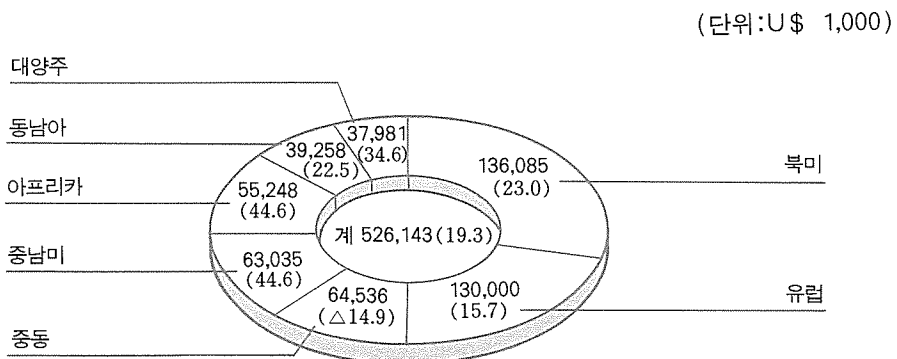 (단위:U$ 1,000)
대양주
동남아
아프리카
중남미
중동
37,981
(34.6)
39,258
(22.5)
55,248
(44.6)
63,035
(44.6)
64,536
(△14.9)
계 526,143(19.3)
136,085
(23.0)
130,000
(15.7)
북미
유럽